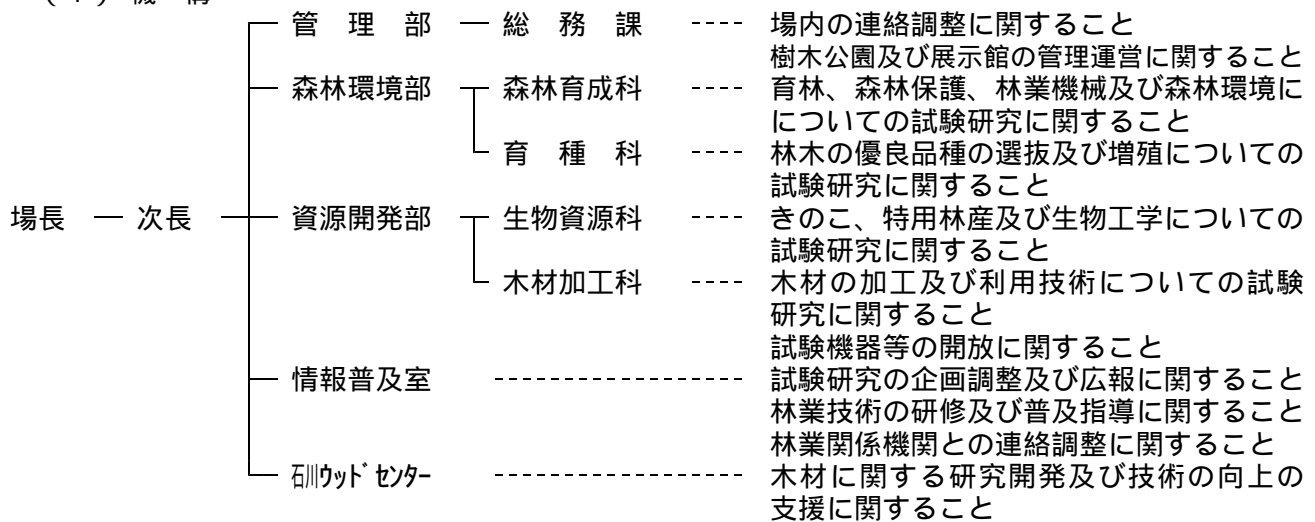 機 構
管 理 部 総 務 課 場内の連絡調整に関すること
樹木公園及び展示館の管理運営に関すること
森林環境部 森林育成科 育林、森林保護、林業機械及び森林環境に
についての試験研究に関すること
育 種 科 林木の優良品種の選抜及び増殖についての
試験研究に関すること
場長 次長 資源開発部 生物資源科 きのこ、特用林産及び生物工学についての
試験研究に関すること
木材加工科 木材の加工及び利用技術についての試験
研究に関すること
試験機器等の開放に関すること
情報普及室 試験研究の企画調整及び広報に関すること
林業技術の研修及び普及指導に関すること
林業関係機関との連絡調整に関すること
石川ウッドセンター 木材に関する研究開発及び技術の向上の
支援に関すること